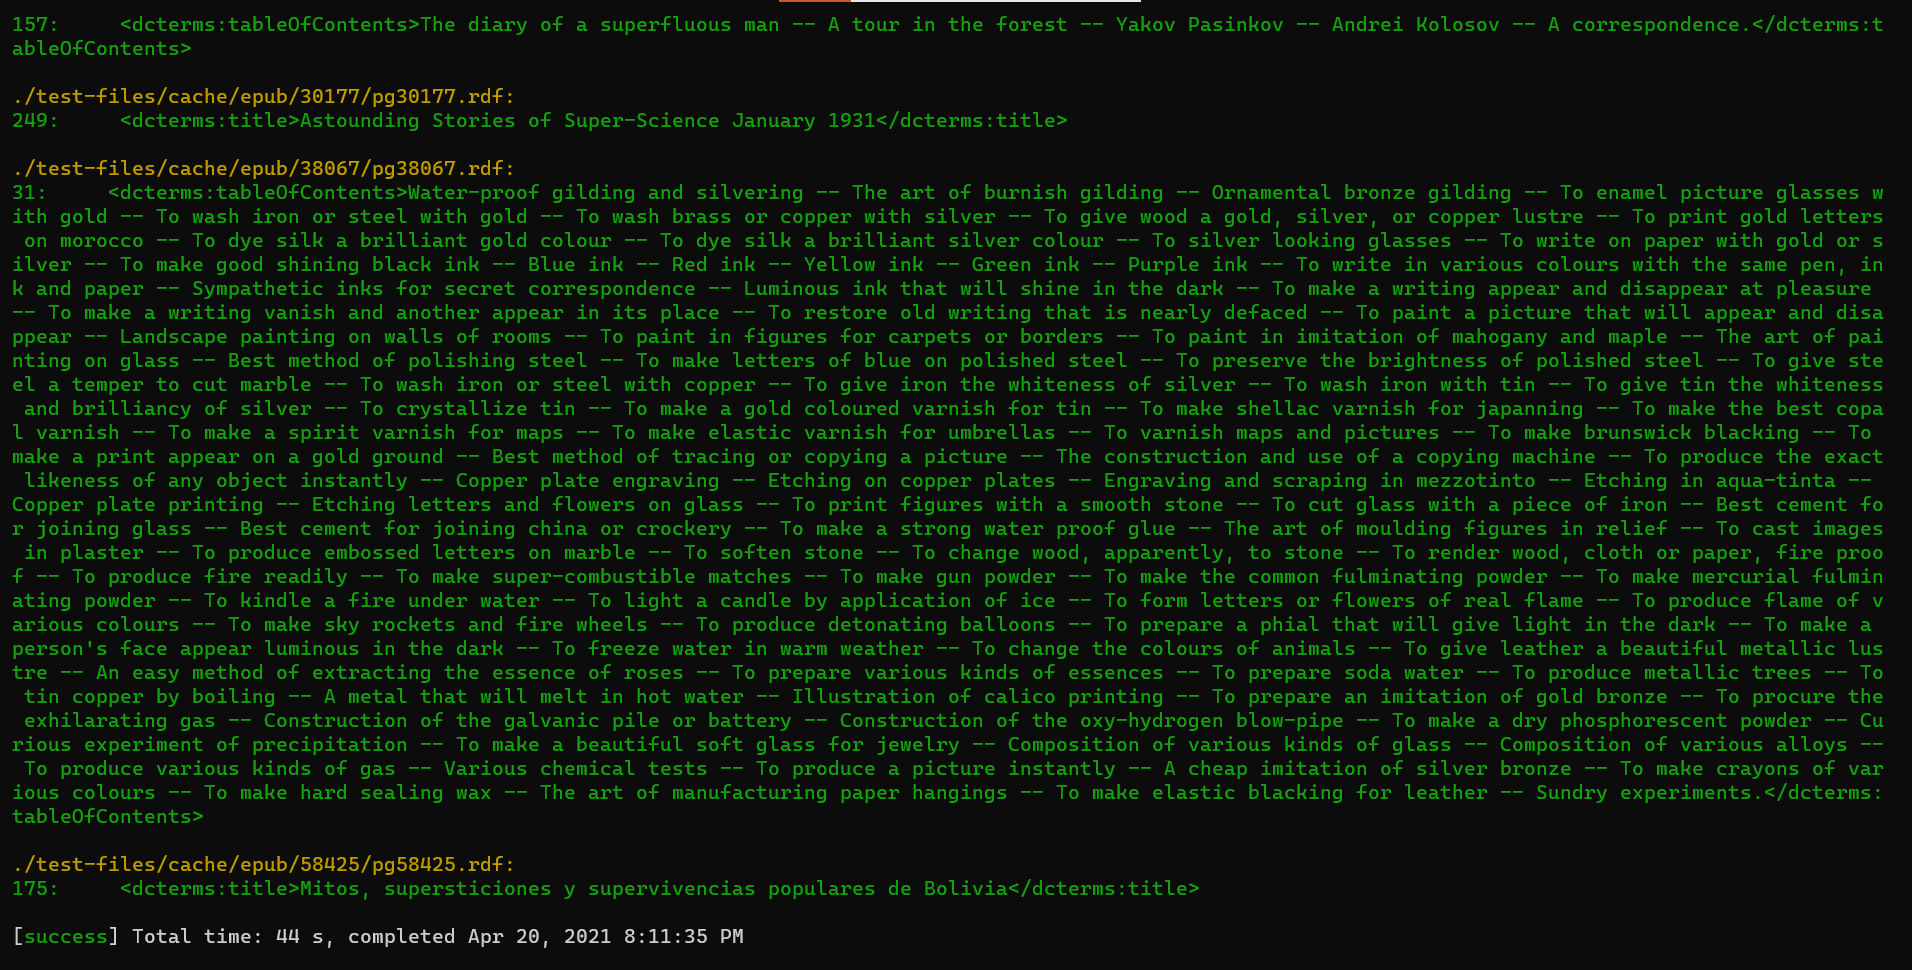 157:     <dcterms:tableOfContents>The diary of a superfluous man -- A tour in the forest -- Yakov Pasinkov -- Andrei Kolosov -- A correspondence.</dcterms:t
ableOfContents>
./test-files/cache/epub/30177/pg30177.rdf:
249:     <dcterms:title>Astounding Stories of Super-Science January 1931</dcterms:title>
./test-files/cache/epub/38067/pg38067.rdf:
31:     <dcterms:tableOfContents>Water-proof gilding and silvering -- The art of burnish gilding -- Ornamental bronze gilding -- To enamel picture glasses w
ith gold -- To wash iron or steel with gold -- To wash brass or copper with silver -- To give wood a gold, silver, or copper lustre -- To print gold letters
 on morocco -- To dye silk a brilliant gold colour -- To dye silk a brilliant silver colour -- To silver looking glasses -- To write on paper with gold or s
ilver -- To make good shining black ink -- Blue ink -- Red ink -- Yellow ink -- Green ink -- Purple ink -- To write in various colours with the same pen, in
k and paper -- Sympathetic inks for secret correspondence -- Luminous ink that will shine in the dark -- To make a writing appear and disappear at pleasure
-- To make a writing vanish and another appear in its place -- To restore old writing that is nearly defaced -- To paint a picture that will appear and disa
ppear -- Landscape painting on walls of rooms -- To paint in figures for carpets or borders -- To paint in imitation of mahogany and maple -- The art of pai
nting on glass -- Best method of polishing steel -- To make letters of blue on polished steel -- To preserve the brightness of polished steel -- To give ste
el a temper to cut marble -- To wash iron or steel with copper -- To give iron the whiteness of silver -- To wash iron with tin -- To give tin the whiteness
 and brilliancy of silver -- To crystallize tin -- To make a gold coloured varnish for tin -- To make shellac varnish for japanning -- To make the best copa
l varnish -- To make a spirit varnish for maps -- To make elastic varnish for umbrellas -- To varnish maps and pictures -- To make brunswick blacking -- To
make a print appear on a gold ground -- Best method of tracing or copying a picture -- The construction and use of a copying machine -- To produce the exact
 likeness of any object instantly -- Copper plate engraving -- Etching on copper plates -- Engraving and scraping in mezzotinto -- Etching in aqua-tinta --
Copper plate printing -- Etching letters and flowers on glass -- To print figures with a smooth stone -- To cut glass with a piece of iron -- Best cement fo
r joining glass -- Best cement for joining china or crockery -- To make a strong water proof glue -- The art of moulding figures in relief -- To cast images
 in plaster -- To produce embossed letters on marble -- To soften stone -- To change wood, apparently, to stone -- To render wood, cloth or paper, fire proo
f -- To produce fire readily -- To make super-combustible matches -- To make gun powder -- To make the common fulminating powder -- To make mercurial fulmin
ating powder -- To kindle a fire under water -- To light a candle by application of ice -- To form letters or flowers of real flame -- To produce flame of v
arious colours -- To make sky rockets and fire wheels -- To produce detonating balloons -- To prepare a phial that will give light in the dark -- To make a
person's face appear luminous in the dark -- To freeze water in warm weather -- To change the colours of animals -- To give leather a beautiful metallic lus
tre -- An easy method of extracting the essence of roses -- To prepare various kinds of essences -- To prepare soda water -- To produce metallic trees -- To
 tin copper by boiling -- A metal that will melt in hot water -- Illustration of calico printing -- To prepare an imitation of gold bronze -- To procure the
 exhilarating gas -- Construction of the galvanic pile or battery -- Construction of the oxy-hydrogen blow-pipe -- To make a dry phosphorescent powder -- Cu
rious experiment of precipitation -- To make a beautiful soft glass for jewelry -- Composition of various kinds of glass -- Composition of various alloys --
 To produce various kinds of gas -- Various chemical tests -- To produce a picture instantly -- A cheap imitation of silver bronze -- To make crayons of var
ious colours -- To make hard sealing wax -- The art of manufacturing paper hangings -- To make elastic blacking for leather -- Sundry experiments.</dcterms:
tableOfContents>
./test-files/cache/epub/58425/pg58425.rdf:
175:     <dcterms:title>Mitos, supersticiones y supervivencias populares de Bolivia</dcterms:title>
[success] Total time: 44 s, completed Apr 20, 2021 8:11:35 PM